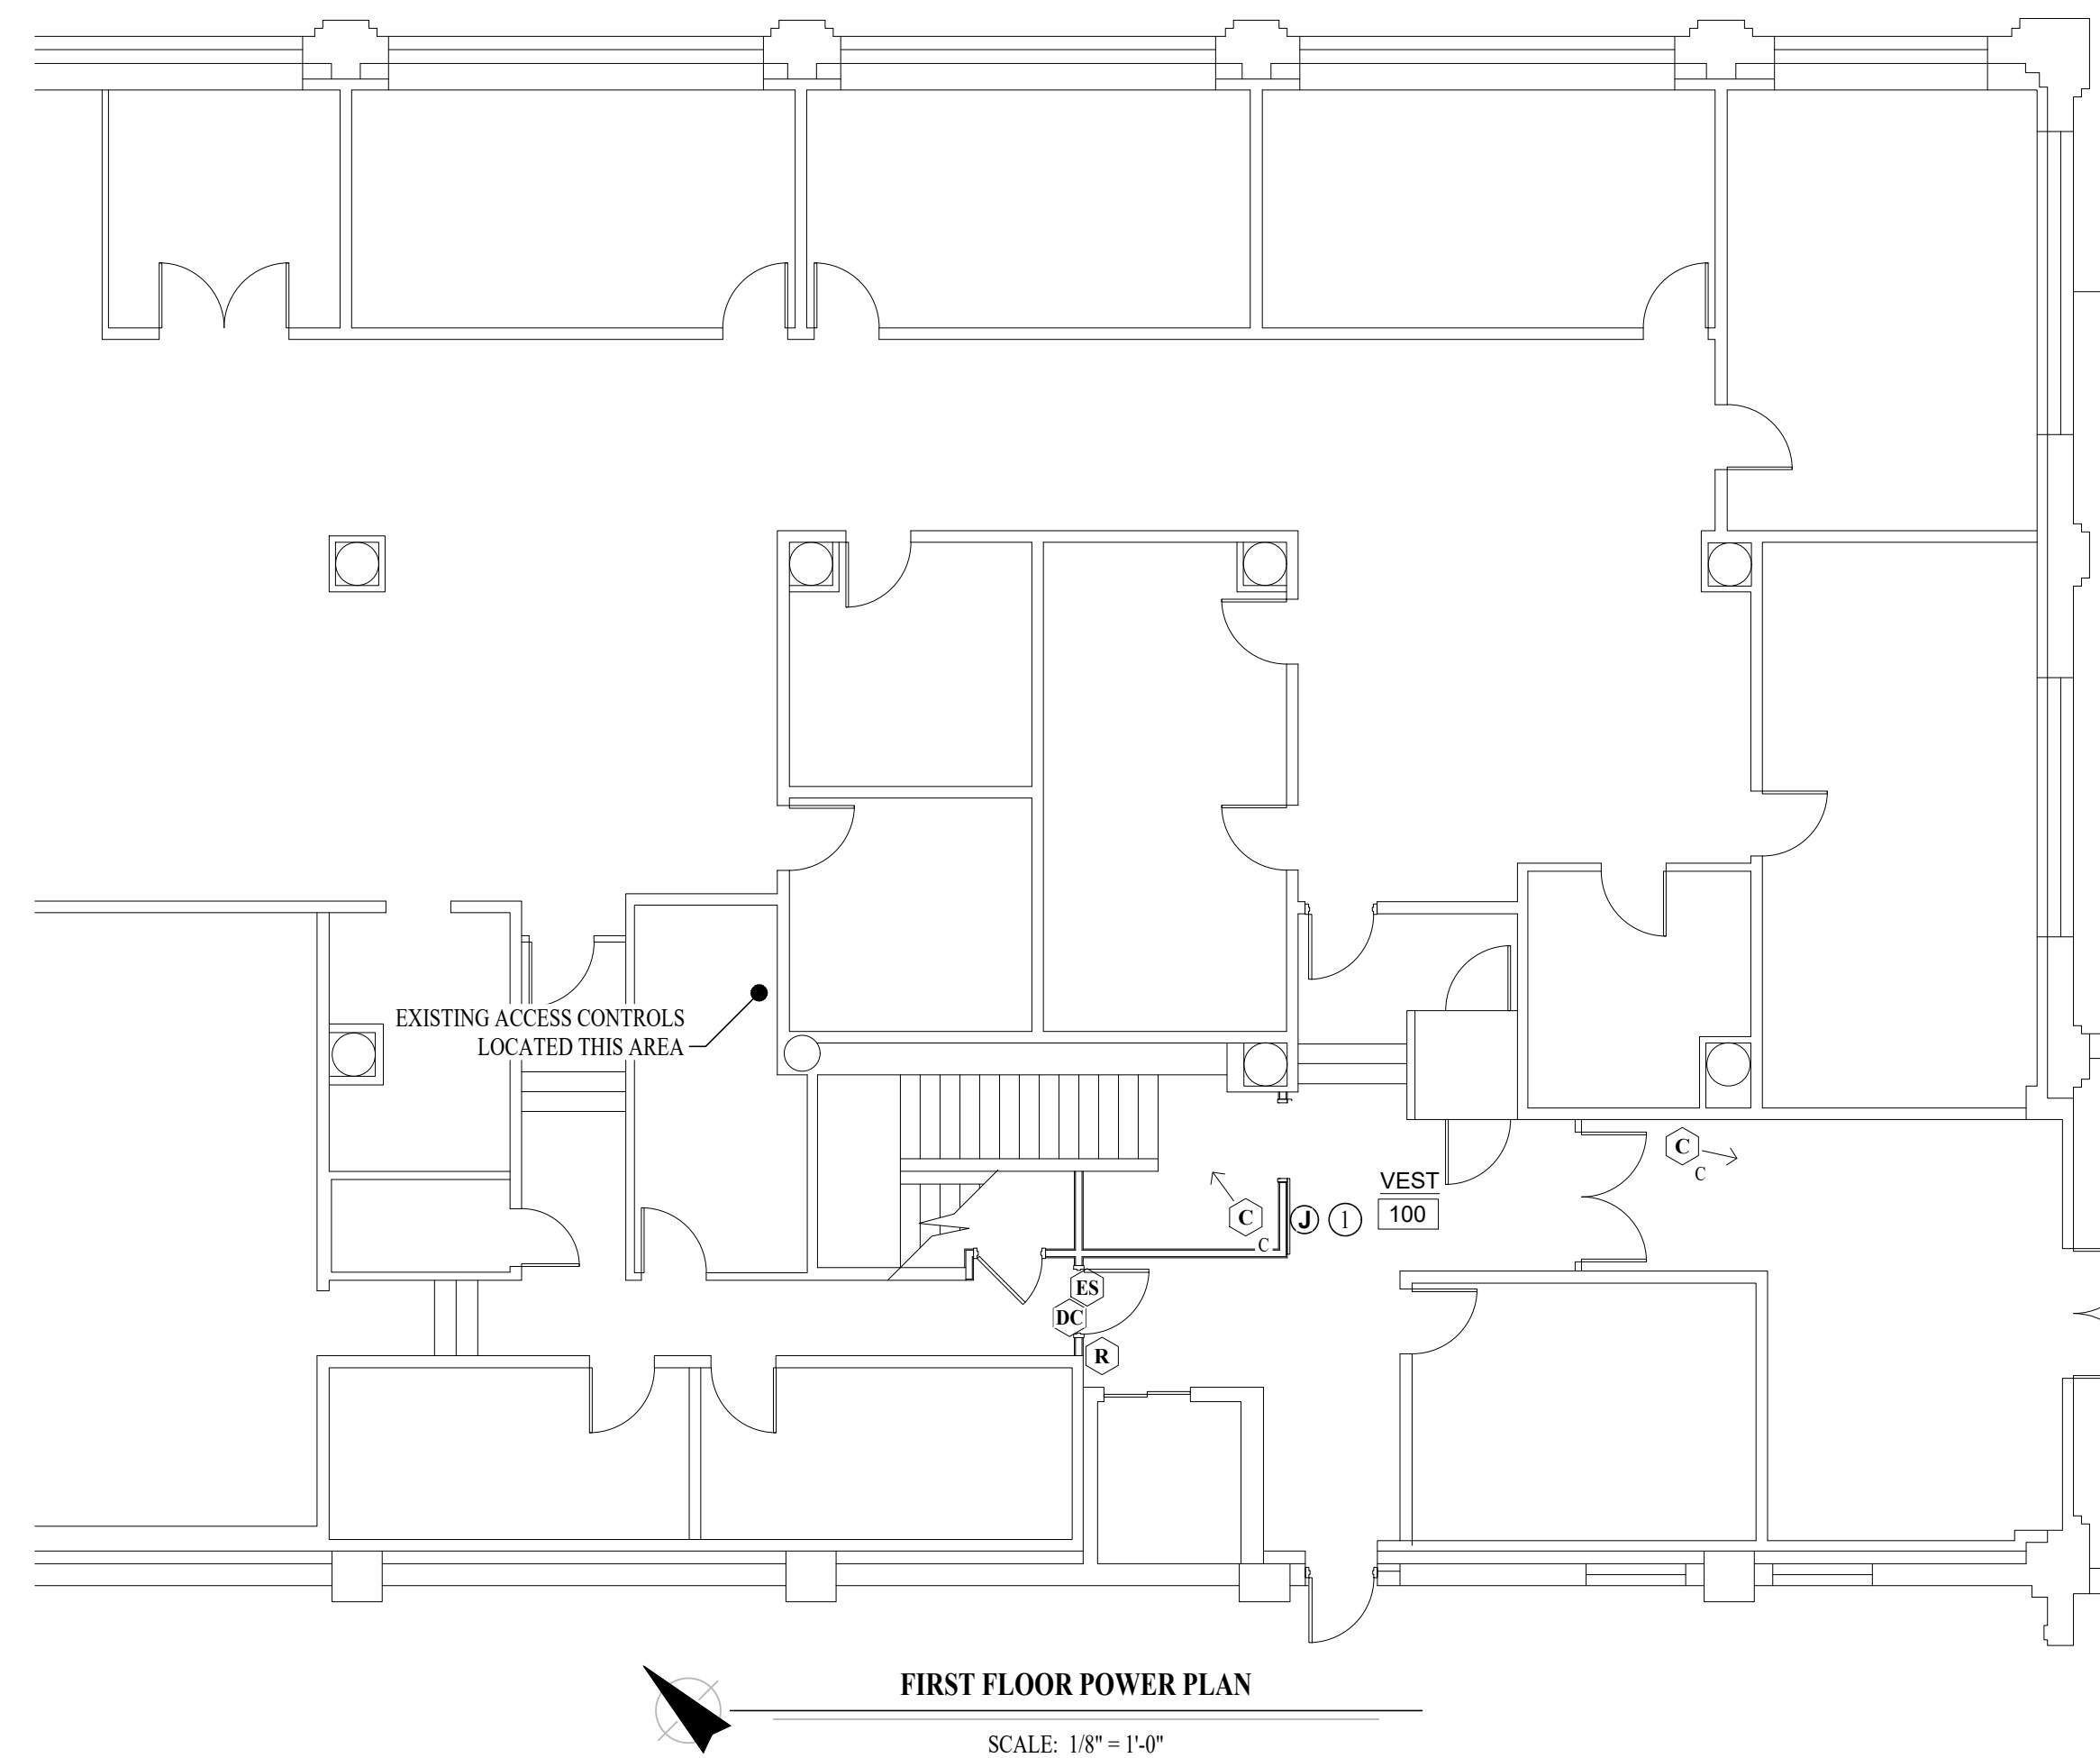 EXISTING ACCESS CONTROLS
LOCATED THIS AREA
C
C
C
J
1
VEST
100
C
ES
DC
R
FIRST FLOOR POWER PLAN
SCALE: 1/8" = 1'-0"